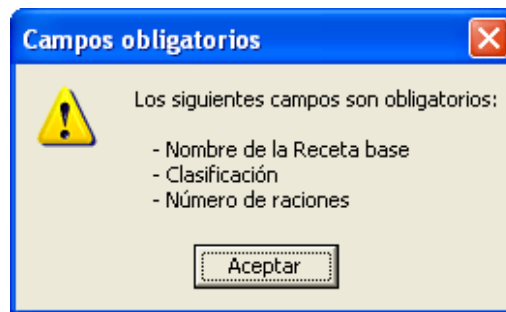 Campos obligatorios
Los siguientes campos son obligatorios:
- Nombre de la Receta base
- Clasificación
- Número de raciones
Aceptar